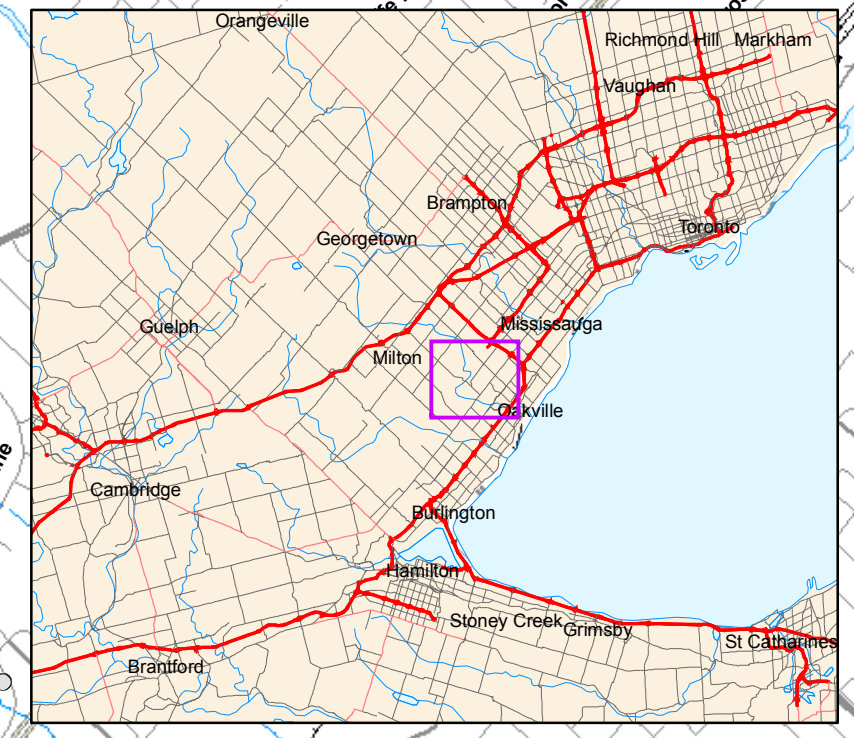 Orangeville
Richmond Hill
Markham
Vaughan
Brampton
Toronto
Georgetown
Guelph
Mississauga
Milton
Oakville
Cambridge
Burlington
Hamilton
Stoney Creek
Grimsby
St Catharines
Brantford